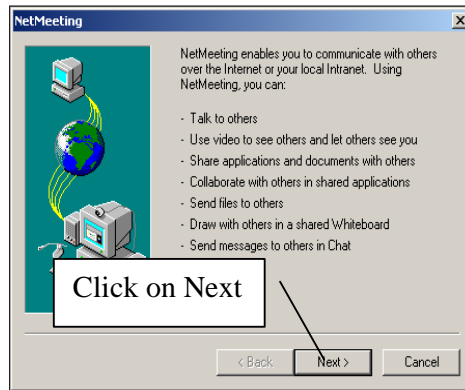 NetMeeting
NetMeeting enables you to communicate with others
over the Internet or your local Intranet. Using
NetMeeting, you can:
- Talk to others
- Use video to see others and let others see you
- Share applications and documents with others
- Collaborate with others in shared applications
- Send files to others
- Draw with others in a shared Whiteboard
- Send messages to others in Chat
Click on Next
< Back Next > Cancel